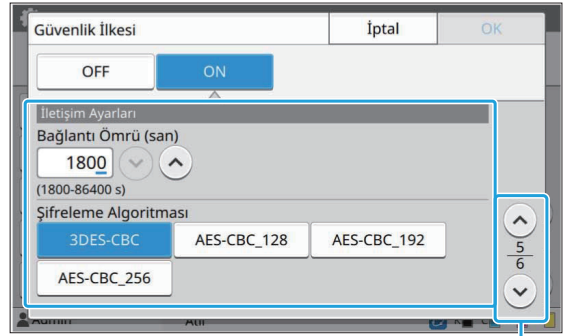 Güvenlik İlkesi
İptal
OK
OFF
ON
İletişim Ayarları
Bağlantı Ömrü (san)
1800
(1800-86400 s)
Şifreleme Algoritması
3DES-CBC
AES-CBC_128
AES-CBC_192
AES-CBC_256
5
6
Admin